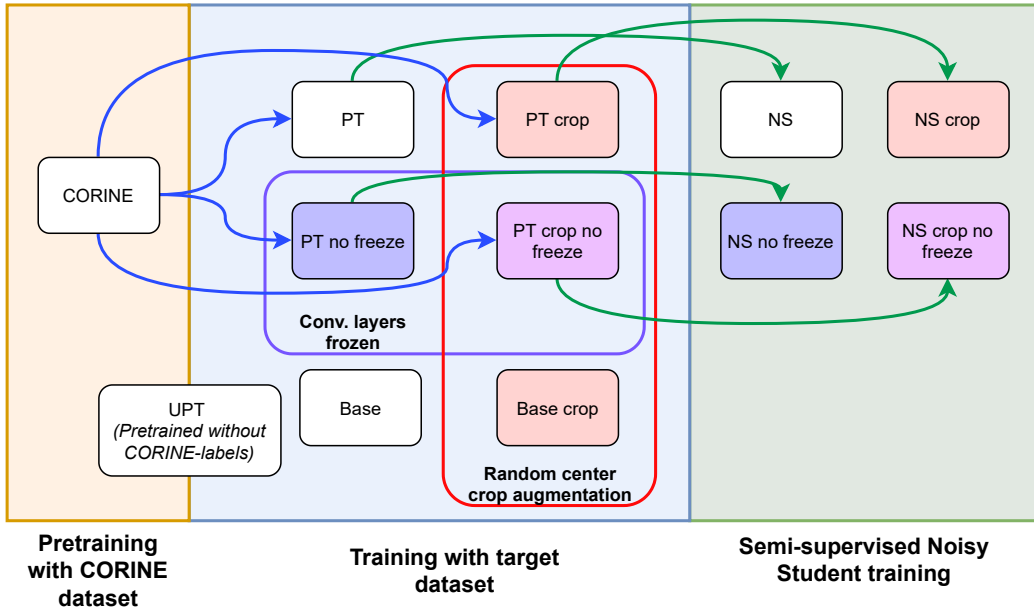 PT
PT crop
NS
NS crop
CORINE
PT no freeze
PT crop no
freeze
NS no freeze
NS crop no
freeze
Conv. layers
frozen
UPT
(Pretrained without
CORINE-labels)
Base
Base crop
Random center
crop augmentation
Pretraining
with CORINE
dataset
Training with target
dataset
Semi-supervised Noisy
Student training